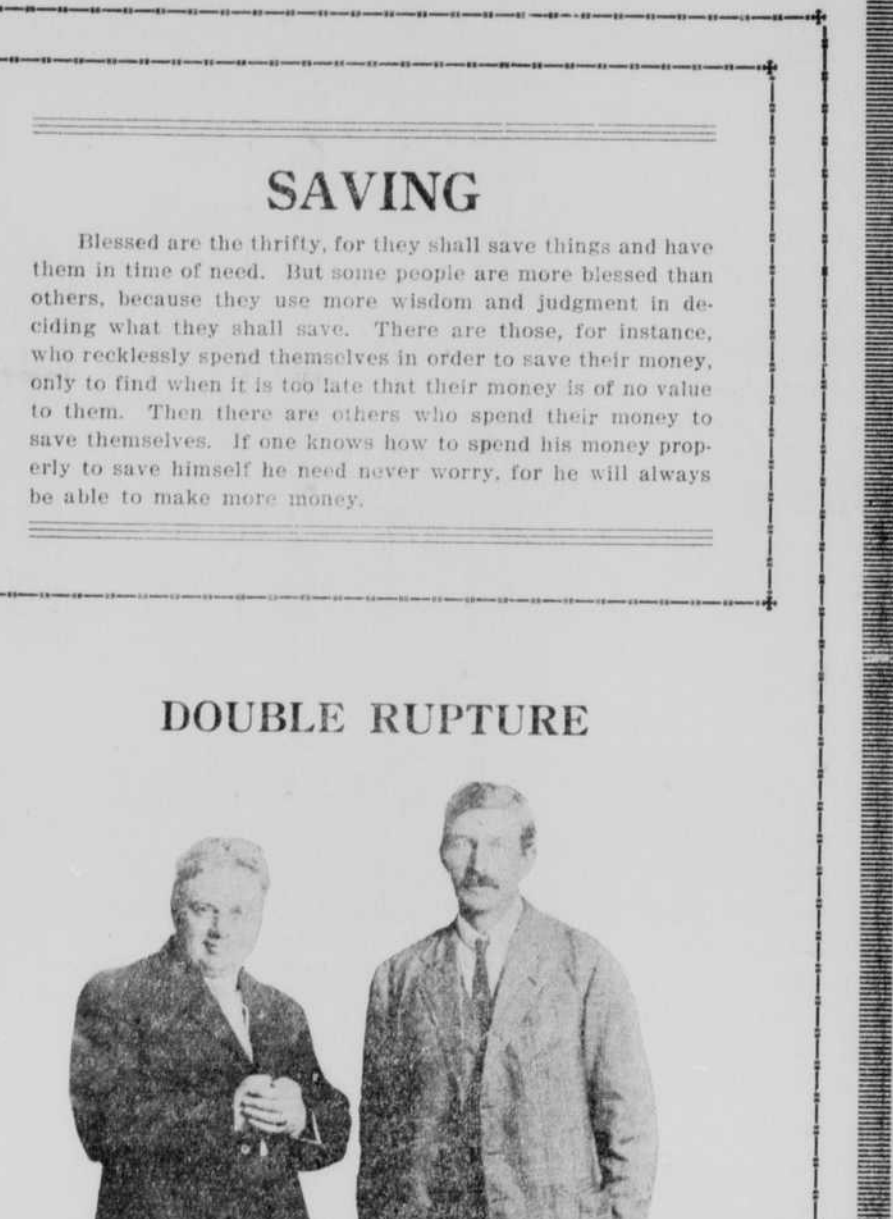 SAVING
Blessed are the thrifty, for they shall save things and have
them in time of need. But some people are more blessed than
others, because they use more wisdom and judgment in de-
ciding what they shall save. There are those, for instance,
who recklessly spend themselves in order to save their money,
only to find when it is too late that their money is of no value
to them. Then there are others who spend their money to
save themselves. If one knows how to spend his money prop-
erly to save himself he need never worry, for he will always
be able to make more money.
DOUBLE RUPTURE